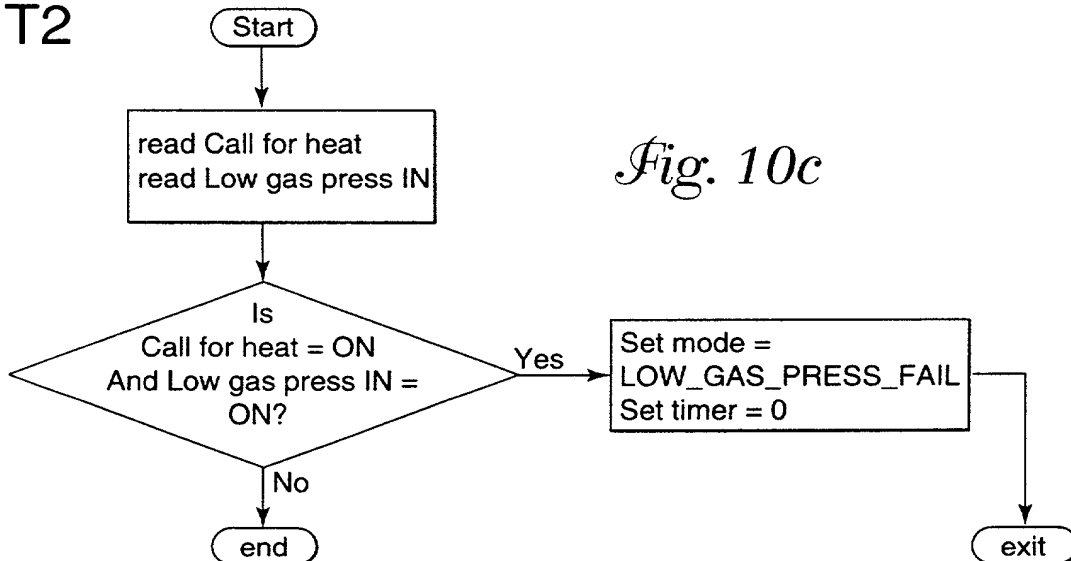 T2
Start
read Call for heat
read Low gas press IN
Fig. 10c
Is
Call for heat = ON
And Low gas press IN =
ON?
Yes
Set mode =
LOW_GAS_PRESS_FAIL
Set timer = 0
No
end
exit